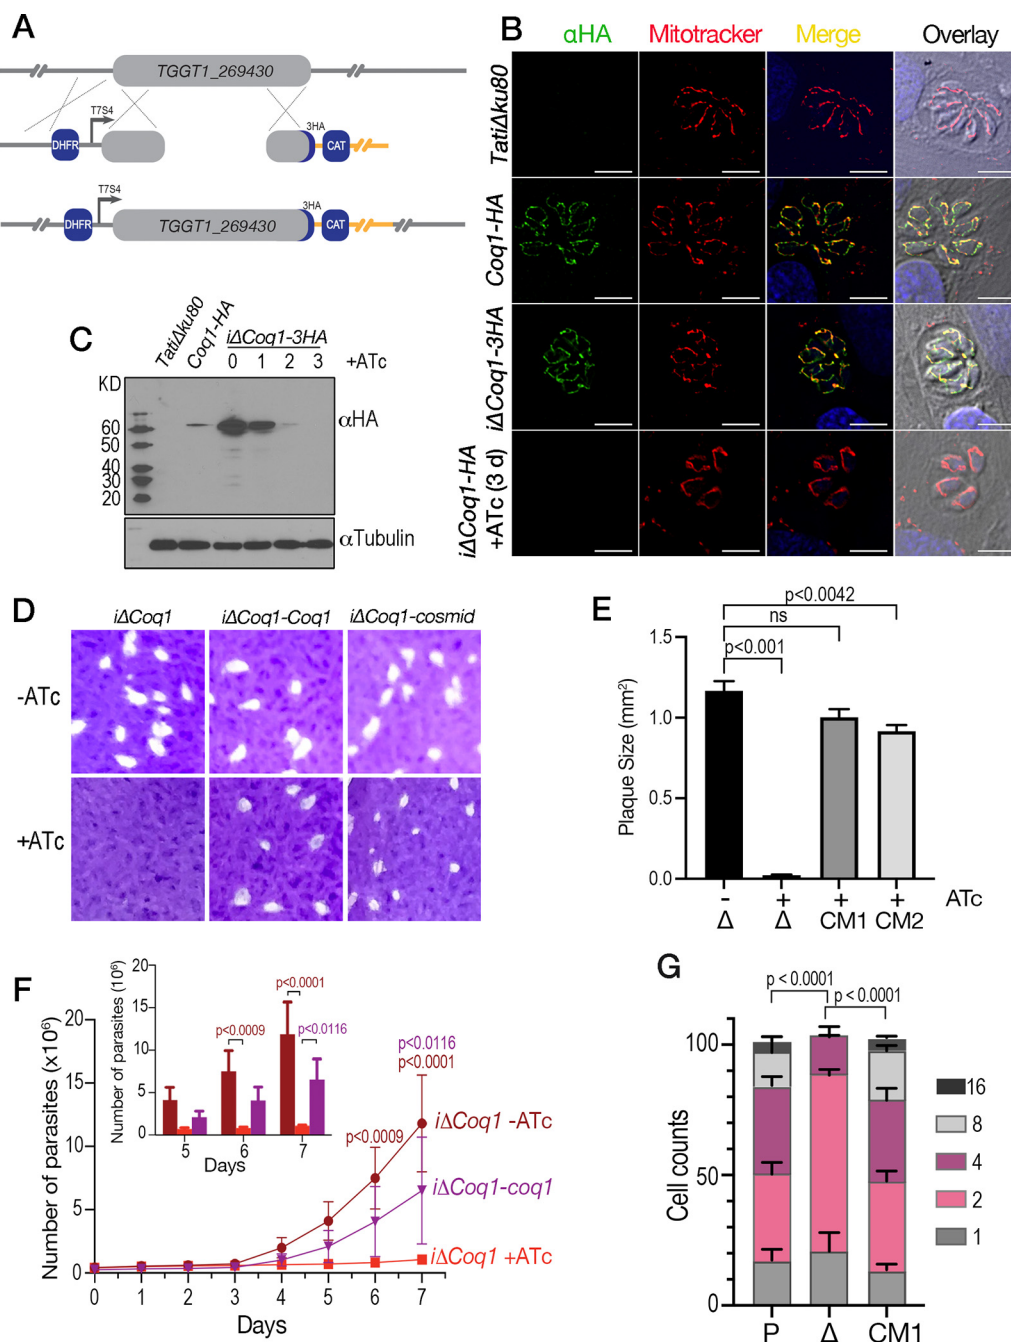 A
TGGT1_269430
T7S4
3HA
DHFR
CAT
T7S4
3HA
DHFR
TGGT1_269430
CAT
B
αHA
Mitotracker
Merge
Overlay
TatiΔku80
Coq1-HA
iΔCoq1-3HA
iΔCoq1-HA
+ATc (3 d)
C
TatiΔku80
Coq1-HA
iΔCoq1-3HA
0 1 2 3 +ATc
KD
60
50
40
30
20
αHA
αTubulin
D
iΔCoq1
iΔCoq1-Coq1
iΔCoq1-cosmid
-ATc
+ATc
E
p<0.0042
ns
p<0.001
Plaque Size (mm²)
1.5
1.0
0.5
0.0
- + + + ATc
Δ Δ CM1 CM2
F
Number of parasites (x10⁶)
20
15
10
5
0
0 1 2 3 4 5 6 7
Days
Number of parasites (10⁶)
20
15
10
5
0
5 6 7
Days
p<0.0009
p<0.0001
p<0.0116
p<0.0116
p<0.0001
p<0.0009
iΔCoq1 -ATc
iΔCoq1-coq1
iΔCoq1 +ATc
G
p < 0.0001
p < 0.0001
Cell counts
100
50
0
P Δ CM1
16
8
4
2
1